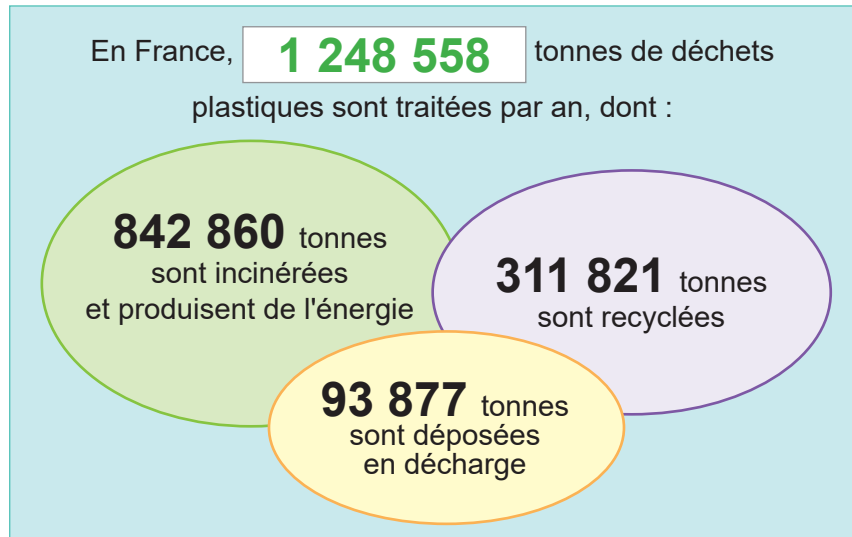 En France, 1 248 558 tonnes de déchets
plastiques sont traitées par an, dont :
842 860 tonnes
sont incinérées
et produisent de l'énergie
311 821 tonnes
sont recyclées
93 877 tonnes
sont déposées
en décharge